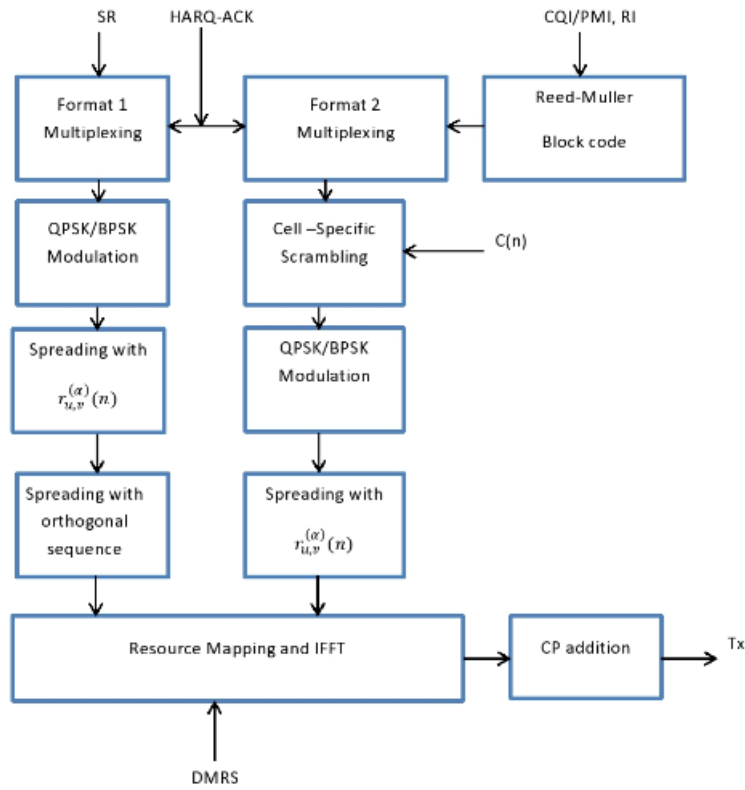 SR
HARQ-ACK
CQI/PMI, RI
Format 1
Multiplexing
Format 2
Multiplexing
Reed-Muller
Block code
QPSK/BPSK
Modulation
Cell –Specific
Scrambling
C(n)
Spreading with
r_{u,v}^{(α)}(n)
QPSK/BPSK
Modulation
Spreading with
orthogonal
sequence
Spreading with
r_{u,v}^{(α)}(n)
Resource Mapping and IFFT
CP addition
Tx
DMRS